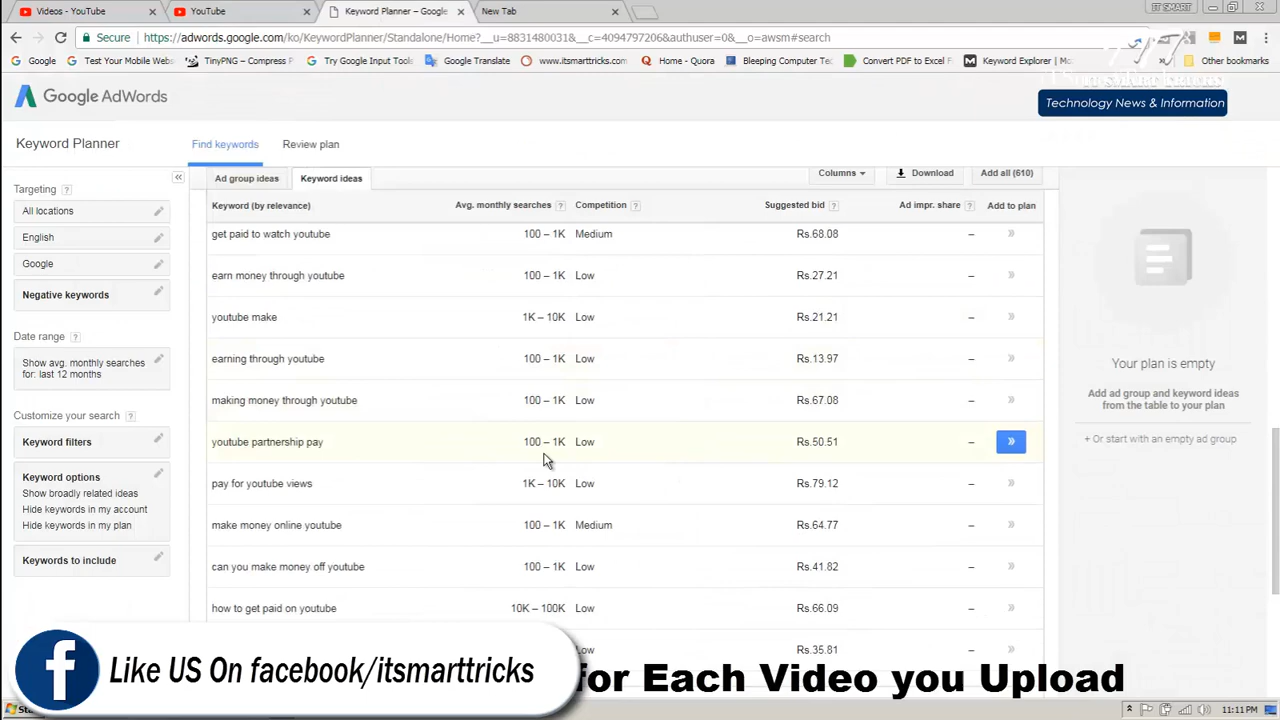 Videos - YouTube
YouTube
Keyword Planner – Google
New Tab
IT SMART
Secure
https://adwords.google.com/ko/KeywordPlanner/Standalone/Home?__u=8831480031&__c=4094797206&authuser=0&__o=awsm#search
Google
Test Your Mobile Web
TinyPNG – Compress F
Try Google Input Tools
Google Translate
www.itsmarttricks.com
Home - Quora
Bleeping Computer Te
Convert PDF to Excel F
Keyword Explorer | Mo
Other bookmarks
Google AdWords
Technology News & Information
Keyword Planner
Find keywords
Review plan
Targeting ?
All locations
English
Google
Negative keywords
Date range ?
Show avg. monthly searches
for: last 12 months
Customize your search ?
Keyword filters
Keyword options
Show broadly related ideas
Hide keywords in my account
Hide keywords in my plan
Keywords to include
Ad group ideas
Keyword ideas
Columns
Download
Add all (610)
Keyword (by relevance) Avg. monthly searches ? Competition ? Suggested bid ? Ad impr. share ? Add to plan
get paid to watch youtube 100 – 1K Medium Rs.68.08 –
earn money through youtube 100 – 1K Low Rs.27.21 –
youtube make 1K – 10K Low Rs.21.21 –
earning through youtube 100 – 1K Low Rs.13.97 –
making money through youtube 100 – 1K Low Rs.67.08 –
youtube partnership pay 100 – 1K Low Rs.50.51 –
pay for youtube views 1K – 10K Low Rs.79.12 –
make money online youtube 100 – 1K Medium Rs.64.77 –
can you make money off youtube 100 – 1K Low Rs.41.82 –
how to get paid on youtube 10K – 100K Low Rs.66.09 –
Low Rs.35.81 –
Your plan is empty
Add ad group and keyword ideas
from the table to your plan
+ Or start with an empty ad group
Like US On facebook/itsmarttricks
for Each Video you Upload
11:11 PM